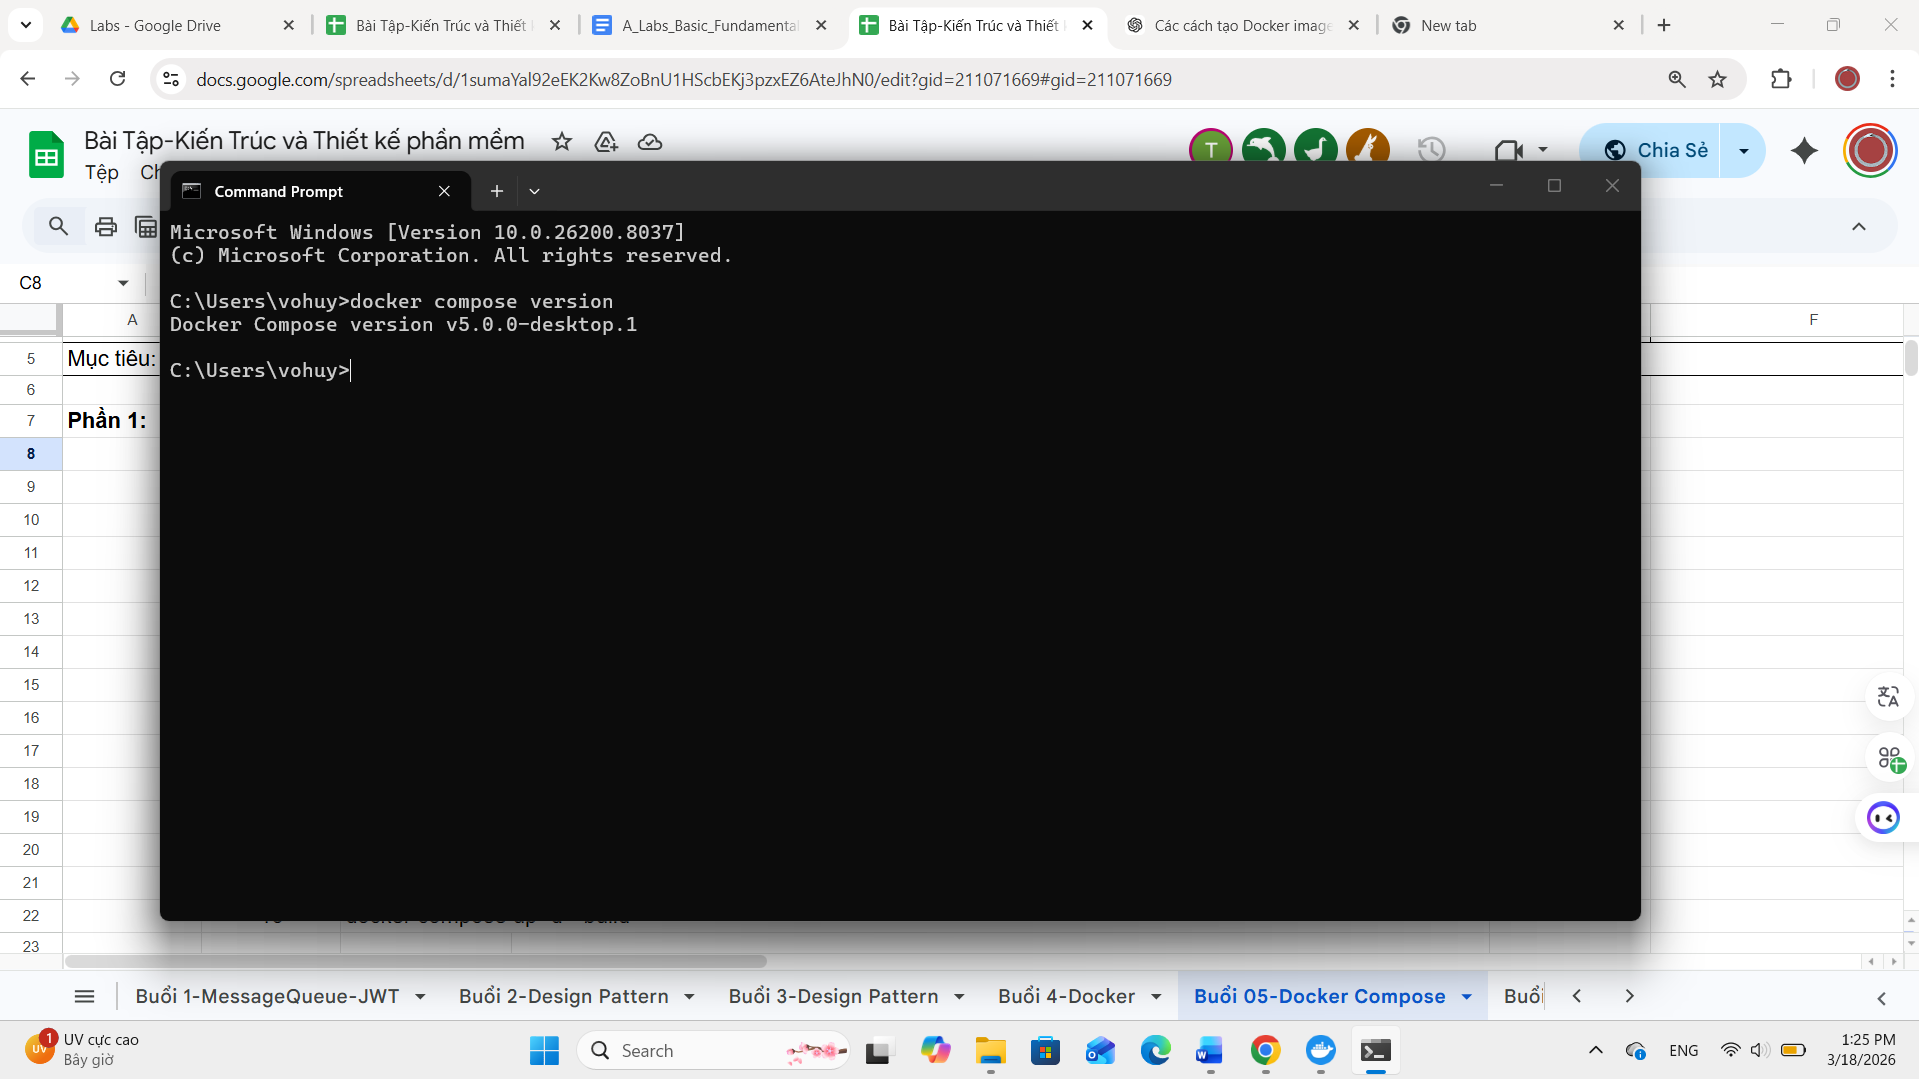 Labs - Google Drive
Bài Tập-Kiến Trúc và Thiết
A_Labs_Basic_Fundamental
Bài Tập-Kiến Trúc và Thiết
Các cách tạo Docker image
New tab
docs.google.com/spreadsheets/d/1sumaYal92eEK2Kw8ZoBnU1HScbEKj3pzxEZ6AteJhN0/edit?gid=211071669#gid=211071669
Bài Tập-Kiến Trúc và Thiết kế phần mềm
T
Chia Sẻ
Tệp
Command Prompt
Microsoft Windows [Version 10.0.26200.8037]
(c) Microsoft Corporation. All rights reserved.
C8
C:\Users\vohuy>docker compose version
Docker Compose version v5.0.0-desktop.1
C:\Users\vohuy>
A
F
5
Mục tiêu:
6
7
Phần 1:
8
9
10
11
12
13
14
15
16
17
18
19
20
21
22
23
Buổi 1-MessageQueue-JWT
Buổi 2-Design Pattern
Buổi 3-Design Pattern
Buổi 4-Docker
Buổi 05-Docker Compose
Buổi
1
UV
UV cực cao
Bây giờ
Search
ENG
1:25 PM
3/18/2026